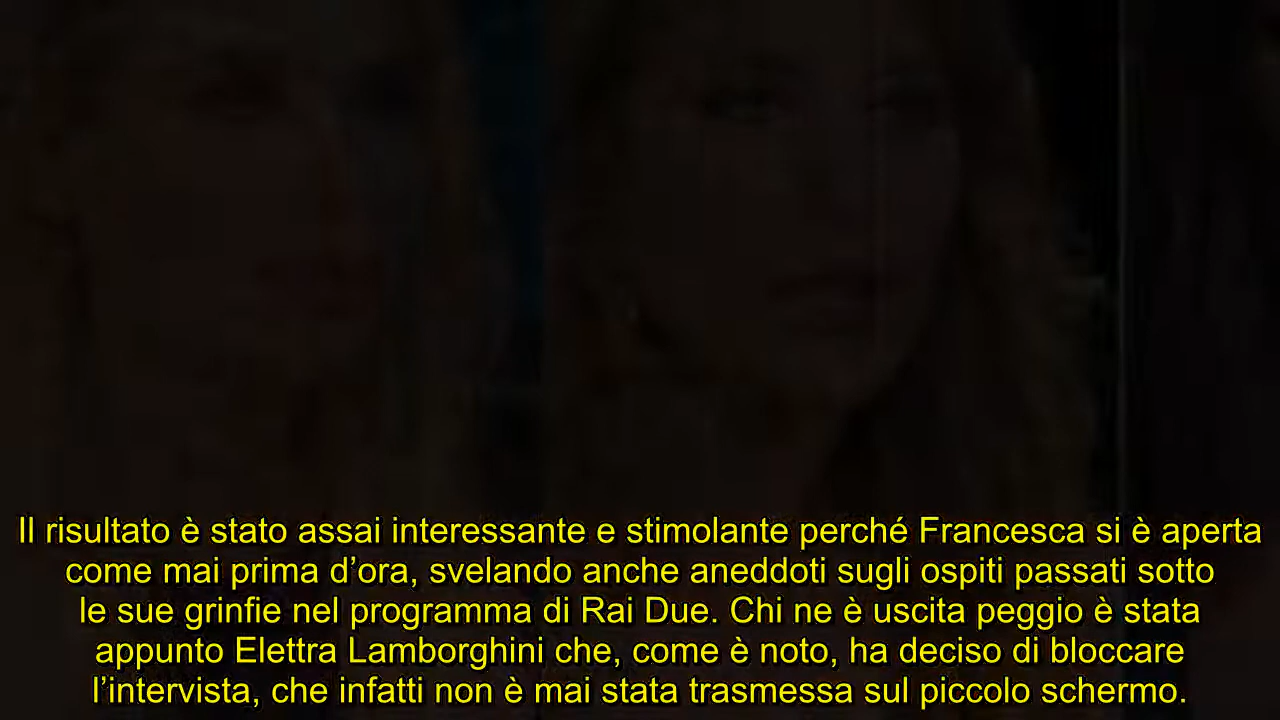 Il risultato è stato assai interessante e stimolante perché Francesca si è aperta
come mai prima d’ora, svelando anche aneddoti sugli ospiti passati sotto
le sue grinfie nel programma di Rai Due. Chi ne è uscita peggio è stata
appunto Elettra Lamborghini che, come è noto, ha deciso di bloccare
l’intervista, che infatti non è mai stata trasmessa sul piccolo schermo.